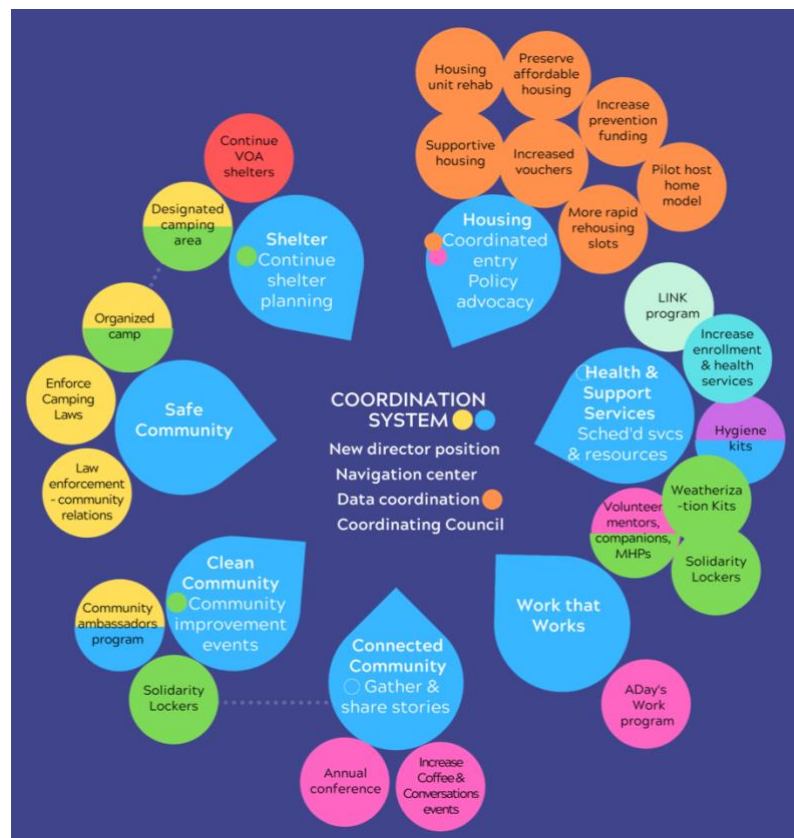 Housing
unit rehab
Preserve
affordable
housing
Increase
prevention
funding
Supportive
housing
Increased
vouchers
Pilot host
home
model
More rapid
rehousing
slots
Housing
Coordinated
entry
Policy
advocacy
Continue
VOA
shelters
Designated
camping
area
Shelter
Continue
shelter
planning
Organized
camp
Enforce
Camping
Laws
Law
enforcement
- community
relations
Safe
Community
LINK
program
Increase
enrollment
& health
services
Health &
Support
Services
Sched'd svcs
& resources
Hygiene
kits
Weatheriza
-tion Kits
Volunteer
mentors,
companions,
MHPs
Solidarity
Lockers
COORDINATION
SYSTEM
New director position
Navigation center
Data coordination
Coordinating Council
Clean
Community
Community
improvement
events
Community
ambassadors
program
Solidarity
Lockers
Connected
Community
Gather &
share stories
Annual
conference
Increase
Coffee &
Conversations
events
Work that
Works
ADay's
Work
program